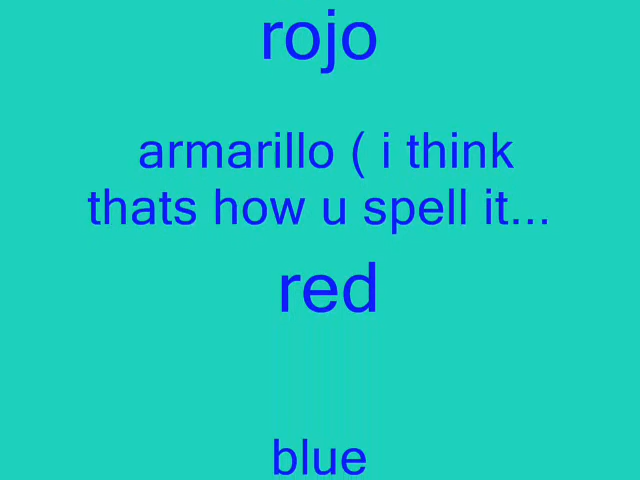 rojo
armarillo ( i think
thats how u spell it...
red
blue